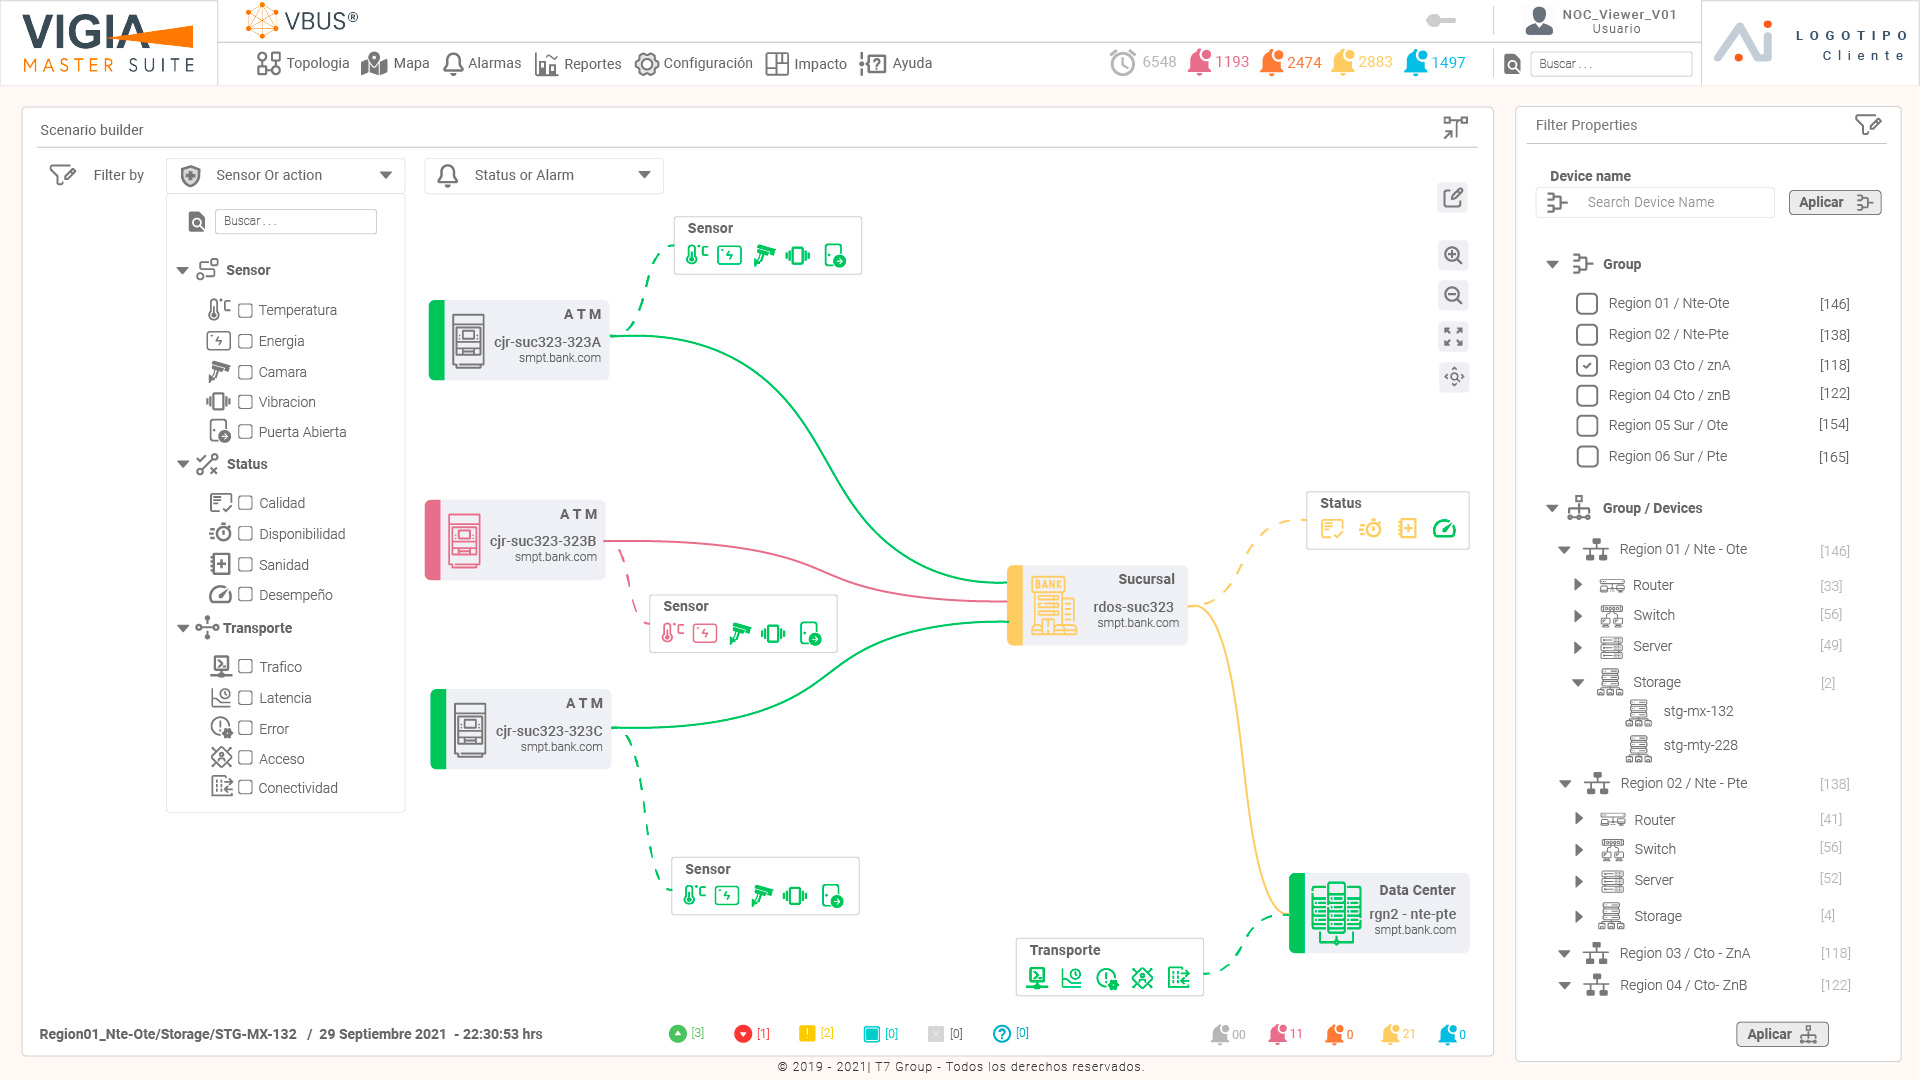 VIGIA
MASTER SUITE
VBUS®
NOC_Viewer_V01
Usuario
LOGOTIPO
Cliente
Topologia
Mapa
Alarmas
Reportes
Configuración
Impacto
Ayuda
6548
1193
2474
2883
1497
Buscar . . .
Scenario builder
Filter by
Sensor Or action
Status or Alarm
Buscar . . .
Sensor
Temperatura
Energia
Camara
Vibracion
Puerta Abierta
Status
Calidad
Disponibilidad
Sanidad
Desempeño
Transporte
Trafico
Latencia
Error
Acceso
Conectividad
Sensor
ATM
cjr-suc323-323A
smpt.bank.com
ATM
cjr-suc323-323B
smpt.bank.com
Sensor
ATM
cjr-suc323-323C
smpt.bank.com
Sensor
BANK
Sucursal
rdos-suc323
smpt.bank.com
Status
Data Center
rgn2 - nte-pte
smpt.bank.com
Transporte
Region01_Nte-Ote/Storage/STG-MX-132 / 29 Septiembre 2021 - 22:30:53 hrs
[3]
[1]
[2]
[0]
[0]
[0]
00
11
0
21
0
Filter Properties
Device name
Search Device Name
Aplicar
Group
Region 01 / Nte-Ote [146]
Region 02 / Nte-Pte [138]
Region 03 Cto / znA [118]
Region 04 Cto / znB [122]
Region 05 Sur / Ote [154]
Region 06 Sur / Pte [165]
Group / Devices
Region 01 / Nte - Ote [146]
Router [33]
Switch [56]
Server [49]
Storage [2]
stg-mx-132
stg-mty-228
Region 02 / Nte - Pte [138]
Router [41]
Switch [56]
Server [52]
Storage [4]
Region 03 / Cto - ZnA [118]
Region 04 / Cto- ZnB [122]
Aplicar
© 2019 - 2021| T7 Group - Todos los derechos reservados.